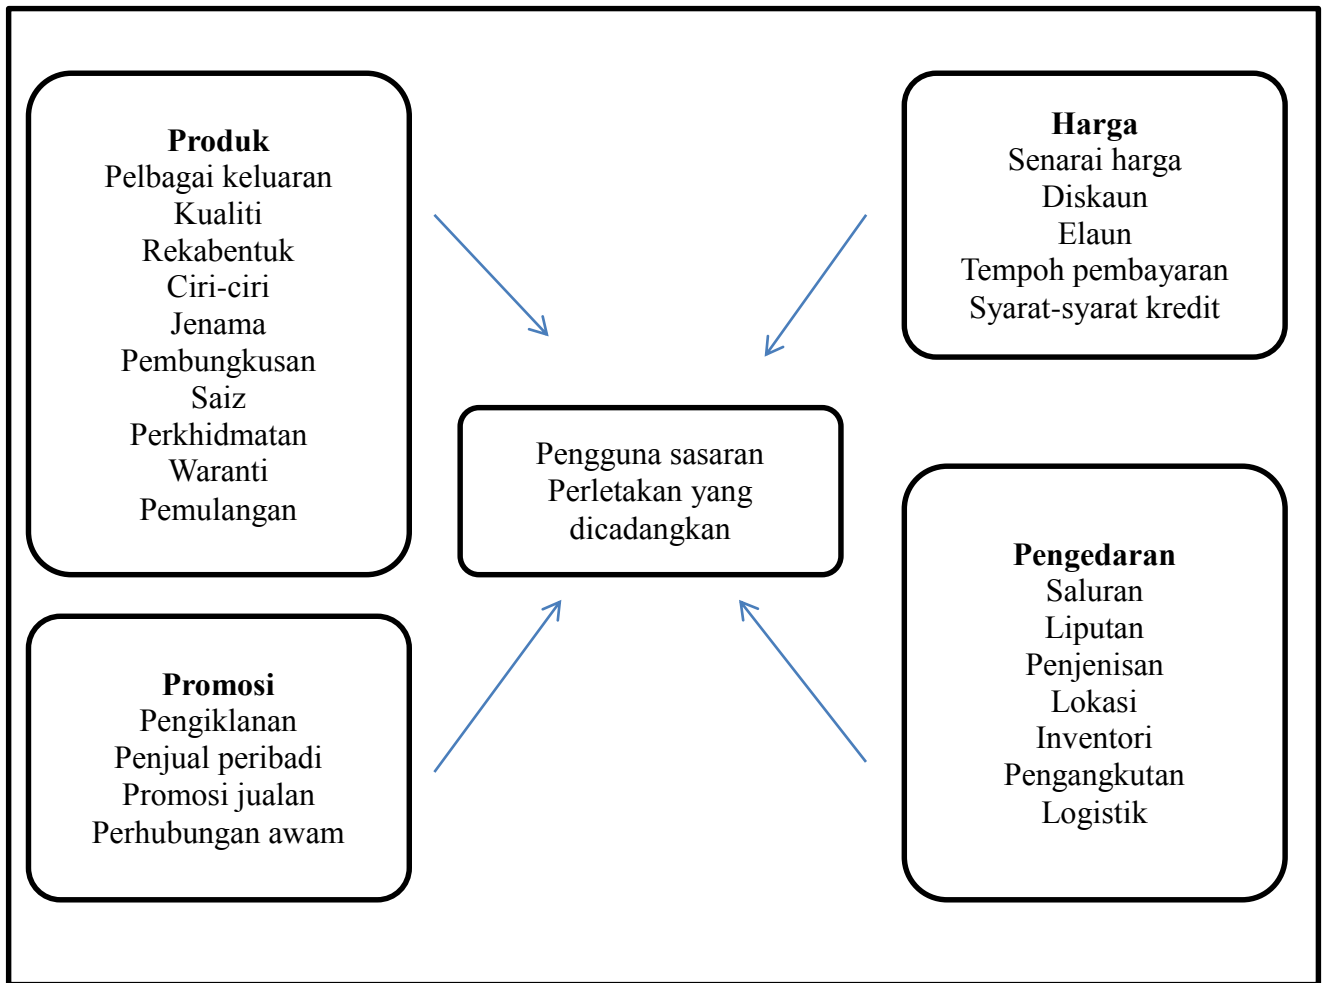 Produk
Pelbagai keluaran
Kualiti
Rekabentuk
Ciri-ciri
Jenama
Pembungkusan
Saiz
Perkhidmatan
Waranti
Pemulangan
Harga
Senarai harga
Diskaun
Elaun
Tempoh pembayaran
Syarat-syarat kredit
Pengguna sasaran
Perletakan yang
dicadangkan
Promosi
Pengiklanan
Penjual peribadi
Promosi jualan
Perhubungan awam
Pengedaran
Saluran
Liputan
Penjenisan
Lokasi
Inventori
Pengangkutan
Logistik